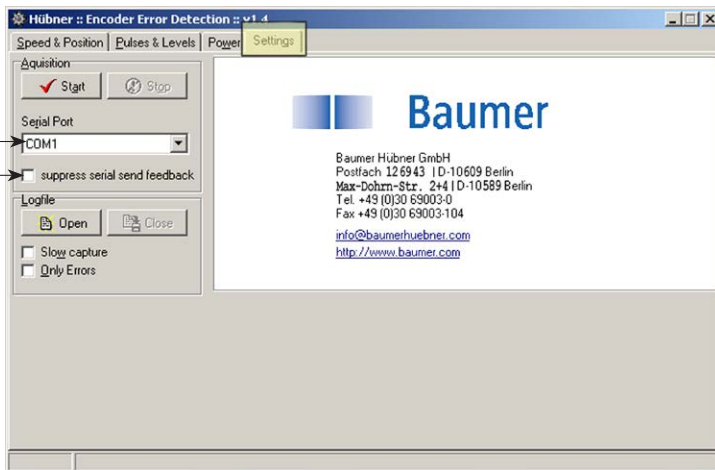 Hübner :: Encoder Error Detection :: v1.4
Speed & Position Pulses & Levels Power Settings
Aquisition
Start Stop
Serial Port
COM1
suppress serial send feedback
Logfile
Open Close
Slow capture
Only Errors
Baumer
Baumer Hübner GmbH
Postfach 126943 | D-10609 Berlin
Max-Dohrn-Str. 2+4 | D-10589 Berlin
Tel. +49 (0)30 69003-0
Fax +49 (0)30 69003-104
info@baumerhuebner.com
http://www.baumer.com